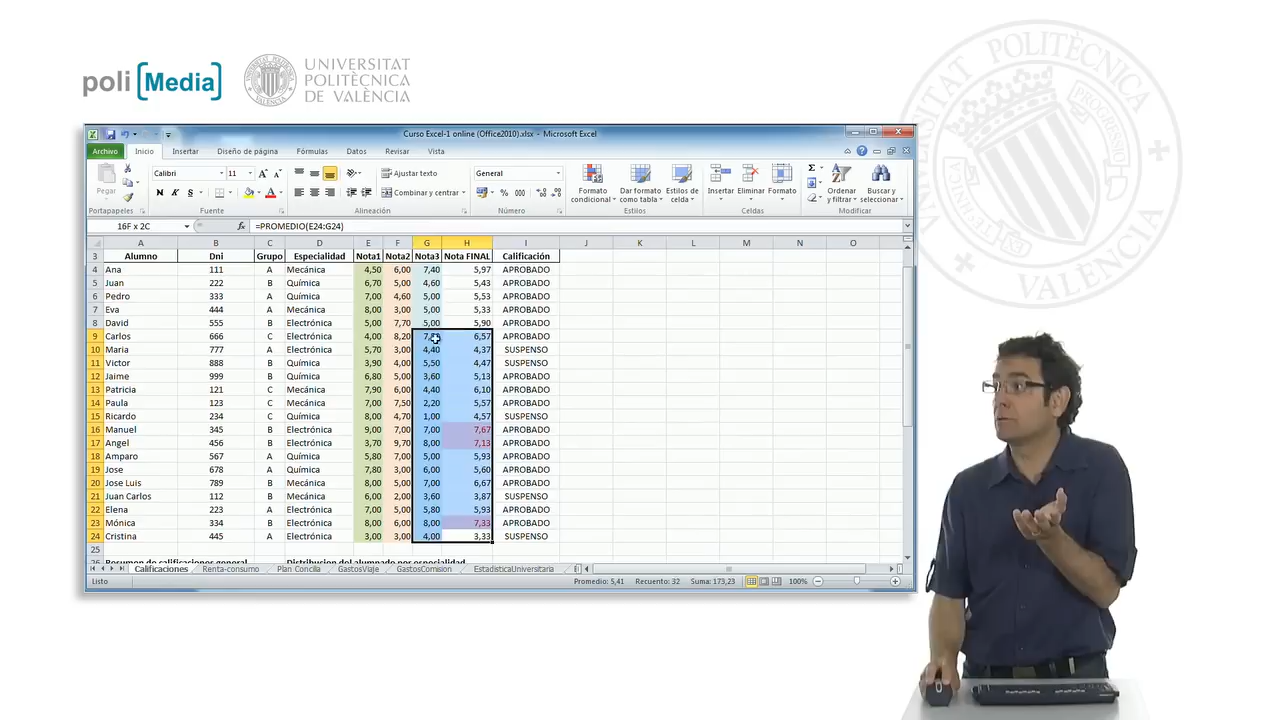 poli [Media]
UNIVERSITAT
POLITÈCNICA
DE VALÈNCIA
UNIVERSITAT POLITÈCNICA
VALÈNCIA
Curso Excel-1 online (Office2010).xlsx - Microsoft Excel
Archivo Inicio Insertar Diseño de página Fórmulas Datos Revisar Vista
Pegar Calibri 11 Ajustar texto General Formato condicional Dar formato como tabla Estilos de celda Insertar Eliminar Formato Ordenar y filtrar Buscar y seleccionar
N K S Combinar y centrar % 000
Portapapeles Fuente Alineación Número Estilos Celdas Modificar
16F x 2C fx =PROMEDIO(E24:G24)
A B C D E F G H I J K L M N O
3 Alumno Dni Grupo Especialidad Nota1 Nota2 Nota3 Nota FINAL Calificación
4 Ana 111 A Mecánica 4,50 6,00 7,40 5,97 APROBADO
5 Juan 222 B Química 6,70 5,00 4,60 5,43 APROBADO
6 Pedro 333 A Química 7,00 4,60 5,00 5,53 APROBADO
7 Eva 444 A Mecánica 8,00 3,00 5,00 5,33 APROBADO
8 David 555 B Electrónica 5,00 7,70 5,00 5,90 APROBADO
9 Carlos 666 C Electrónica 4,00 8,20 6,57 APROBADO
10 Maria 777 A Electrónica 5,70 3,00 4,40 4,37 SUSPENSO
11 Victor 888 B Química 3,90 4,00 5,50 4,47 SUSPENSO
12 Jaime 999 B Química 6,80 5,00 3,60 5,13 APROBADO
13 Patricia 121 C Mecánica 7,90 6,00 4,40 6,10 APROBADO
14 Paula 123 C Mecánica 7,00 7,50 2,20 5,57 APROBADO
15 Ricardo 234 C Química 8,00 4,70 1,00 4,57 SUSPENSO
16 Manuel 345 B Electrónica 9,00 7,00 7,00 7,67 APROBADO
17 Angel 456 B Electrónica 3,70 9,70 8,00 7,13 APROBADO
18 Amparo 567 A Química 5,80 7,00 5,00 5,93 APROBADO
19 Jose 678 A Química 7,80 3,00 6,00 5,60 APROBADO
20 Jose Luis 789 B Mecánica 8,00 5,00 7,00 6,67 APROBADO
21 Juan Carlos 112 B Mecánica 6,00 2,00 3,60 3,87 SUSPENSO
22 Elena 223 A Electrónica 7,00 5,00 5,80 5,93 APROBADO
23 Mónica 334 B Electrónica 8,00 6,00 8,00 7,33 APROBADO
24 Cristina 445 A Electrónica 3,00 3,00 4,00 3,33 SUSPENSO
25
26 Resumen de calificaciones general Distribucion del alumnado por especialidad
Calificaciones Renta-consumo Plan Concilia GastosViaje GastosComision EstadisticaUniversitaria
Listo Promedio: 5,41 Recuento: 32 Suma: 173,23 100%